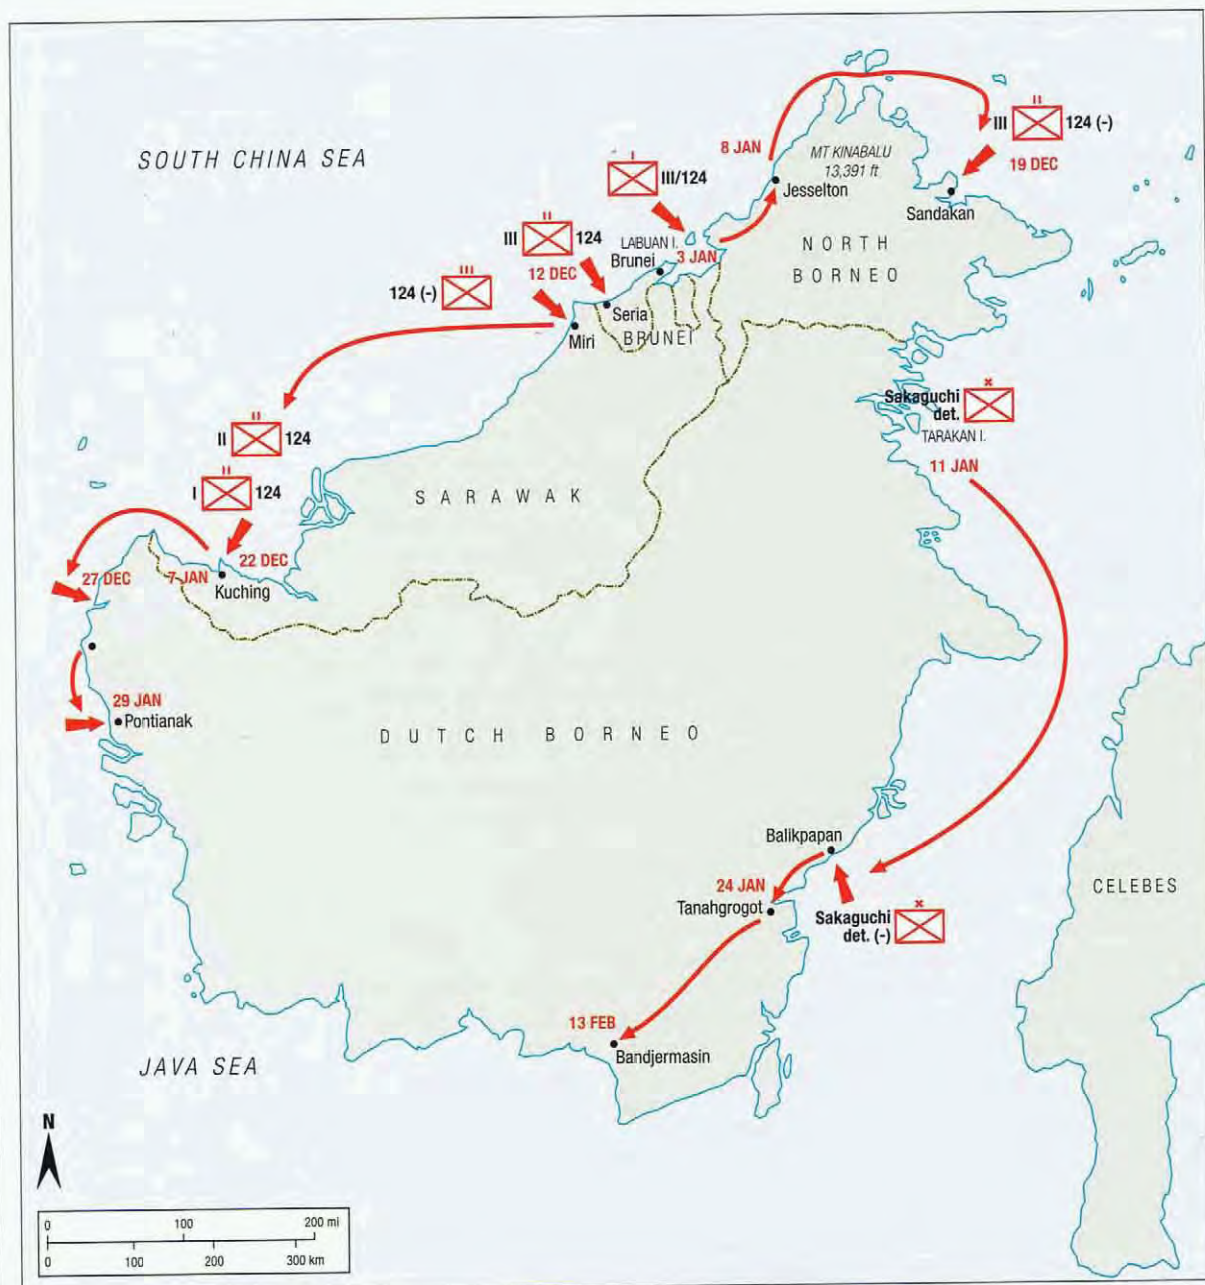 SOUTH CHINA SEA
8 JAN
MT KINABALU
13,391 ft
III 124 (-)
19 DEC
III/124
Jesselton
Sandakan
III 124
LABUAN I.
Brunei
3 JAN
NORTH
BORNEO
12 DEC
124 (-)
Seria
Miri
BRUNEI
Sakaguchi
det.
TARAKAN I.
11 JAN
II 124
I 124
SARAWAK
22 DEC
27 DEC
7 JAN
Kuching
29 JAN
Pontianak
DUTCH BORNEO
Balikpapan
24 JAN
Tanahgrogot
CELEBES
Sakaguchi
det. (-)
13 FEB
Bandjermasin
JAVA SEA
N
0 100 200 mi
0 100 200 300 km